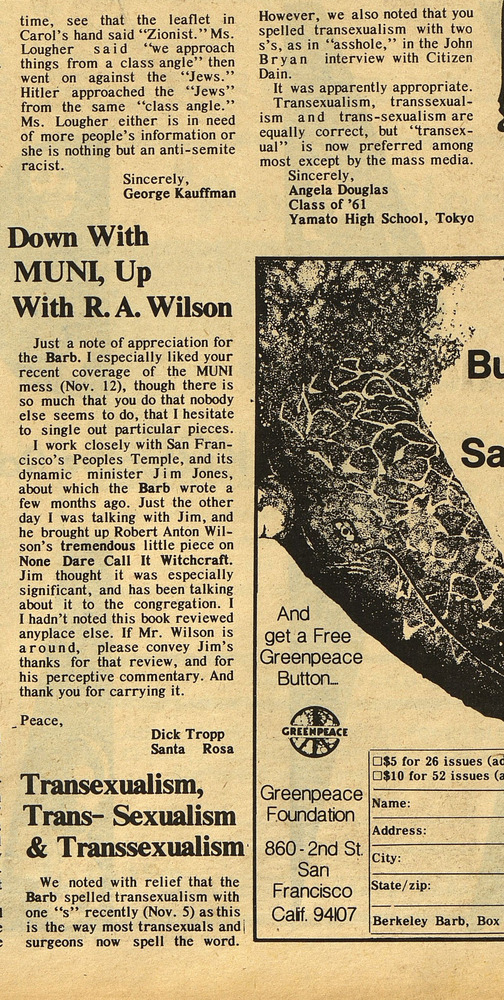 time, see that the leaflet in
Carol's hand said "Zionist." Ms.
Lougher said "we approach
things from a class angle" then
went on against the "Jews."
Hitler approached the "Jews"
from the same "class angle."
Ms. Lougher either is in need
of more people's information or
she is nothing but an anti-semite
racist.
Sincerely,
George Kauffman
Down With
MUNI, Up
With R. A. Wilson
Just a note of appreciation for
the Barb. I especially liked your
recent coverage of the MUNI
mess (Nov. 12), though there is
so much that you do that nobody
else seems to do, that I hesitate
to single out particular pieces.
I work closely with San Fran-
cisco's Peoples Temple, and its
dynamic minister Jim Jones,
about which the Barb wrote a
few months ago. Just the other
day I was talking with Jim, and
he brought up Robert Anton Wil-
son's tremendous little piece on
None Dare Call It Witchcraft.
Jim thought it was especially
significant, and has been talking
about it to the congregation. I
I hadn't noted this book reviewed
anyplace else. If Mr. Wilson is
around, please convey Jim's
thanks for that review, and for
his perceptive commentary. And
thank you for carrying it.
Peace,
Dick Tropp
Santa Rosa
Transexualism,
Trans- Sexualism
& Transsexualism
We noted with relief that the
Barb spelled transexualism with
one "s" recently (Nov. 5) as this
is the way most transexuals and
surgeons now spell the word.
However, we also noted that you
spelled transexualism with two
s's, as in "asshole," in the John
Bryan interview with Citizen
Dain.
It was apparently appropriate.
Transexualism, transsexual-
ism and trans-sexualism are
equally correct, but "transex-
ual" is now preferred among
most except by the mass media.
Sincerely,
Angela Douglas
Class of '61
Yamato High School, Tokyo
Bu
Sa
And
get a Free
Greenpeace
Button...
GREENPEACE
Greenpeace
Foundation
860-2nd St.
San
Francisco
Calif. 94107
□$5 for 26 issues (ad
□$10 for 52 issues (a
Name:
Address:
City:
State/zip:
Berkeley Barb, Box